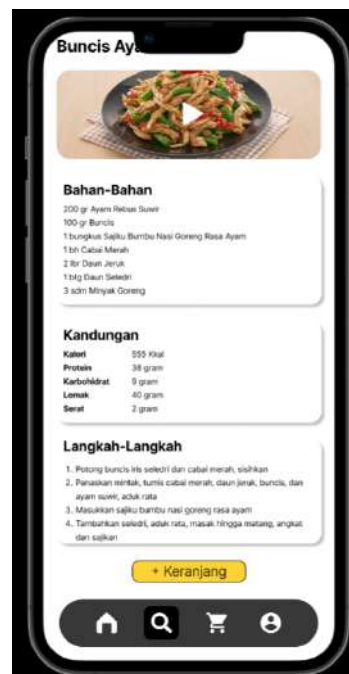 Buncis Aya
Bahan-Bahan
200 gr Ayam Rebus Suwir
100 gr Buncis
1 bungkus Sajiku Bumbu Nasi Goreng Rasa Ayam
1 bh Cabai Merah
2 lbr Daun Jeruk
1 btg Daun Seledri
3 sdm Minyak Goreng
Kandungan
Kalori 555 Kkal
Protein 38 gram
Karbohidrat 9 gram
Lemak 40 gram
Serat 2 gram
Langkah-Langkah
1. Potong buncis iris seledri dan cabai merah, sisihkan
2. Panaskan mintak, tumis cabai merah, daun jeruk, buncis, dan
ayam suwir, aduk rata
3. Masukkan sajiku bambu nasi goreng rasa ayam
4. Tambahkan seledri, aduk rata, masak hingga matang, angkat
dan sajikan
+ Keranjang